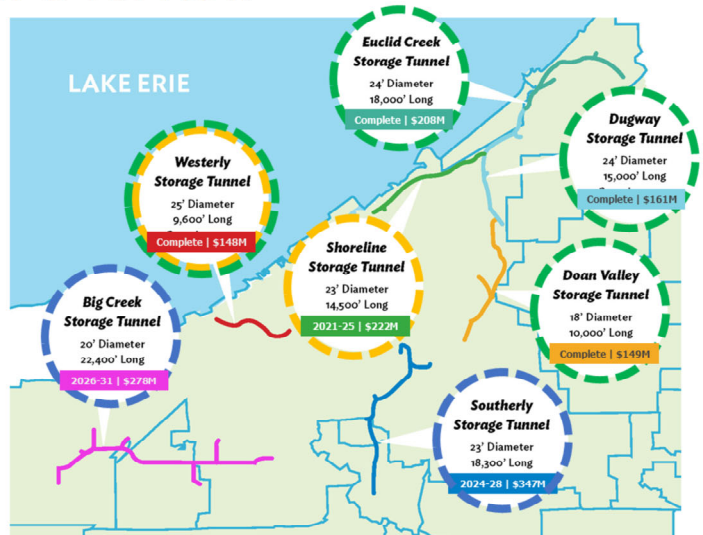 LAKE ERIE
Euclid Creek
Storage Tunnel
24' Diameter
18,000' Long
Complete | $208M
Dugway
Storage Tunnel
24' Diameter
15,000' Long
Complete | $161M
Westerly
Storage Tunnel
25' Diameter
9,600' Long
Complete | $148M
Shoreline
Storage Tunnel
23' Diameter
14,500' Long
2021-25 | $222M
Doan Valley
Storage Tunnel
18' Diameter
10,000' Long
Complete | $149M
Big Creek
Storage Tunnel
20' Diameter
22,400' Long
2026-31 | $278M
Southerly
Storage Tunnel
23' Diameter
18,300' Long
2024-28 | $347M